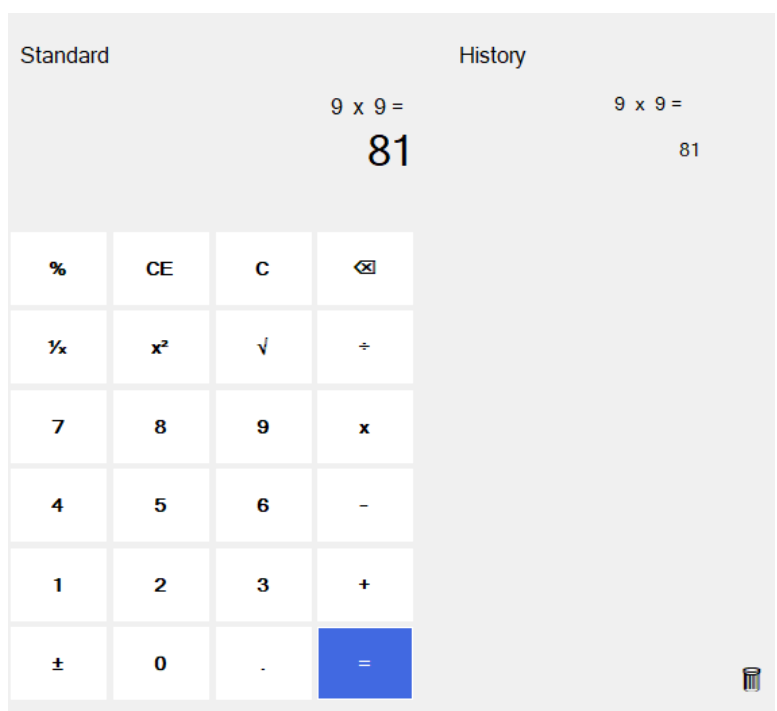 Standard
History
9 x 9 =
81
9 x 9 =
81
% CE C ⌫
¹⁄ₓ x² √ ÷
7 8 9 x
4 5 6 -
1 2 3 +
± 0 . =